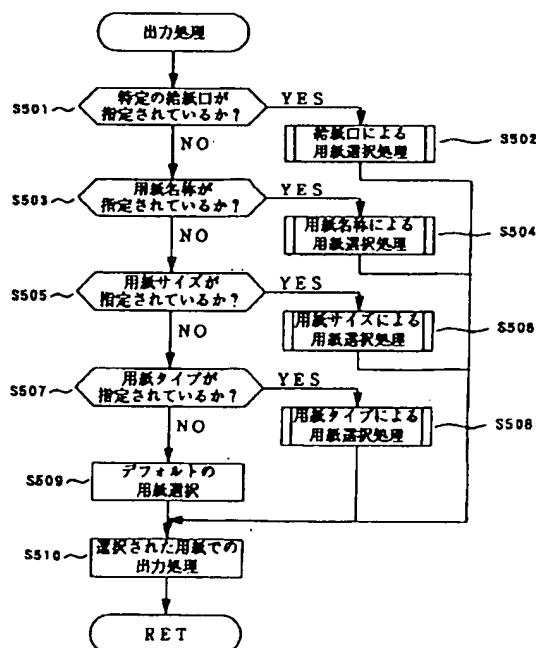 出力処理
S501
特定の給紙口が
指定されているか?
YES
NO
給紙口による
用紙選択処理
S502
S503
用紙名称が
指定されているか?
YES
NO
用紙名称による
用紙選択処理
S504
S505
用紙サイズが
指定されているか?
YES
NO
用紙サイズによる
用紙選択処理
S506
S507
用紙タイプが
指定されているか?
YES
NO
用紙タイプによる
用紙選択処理
S508
S509
デフォルトの
用紙選択
S510
選択された用紙での
出力処理
RET